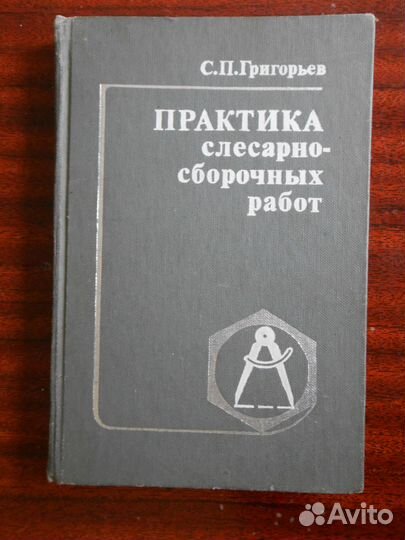 С.П.Григорьев
ПРАКТИКА
слесарно-
сборочных
работ
Avito